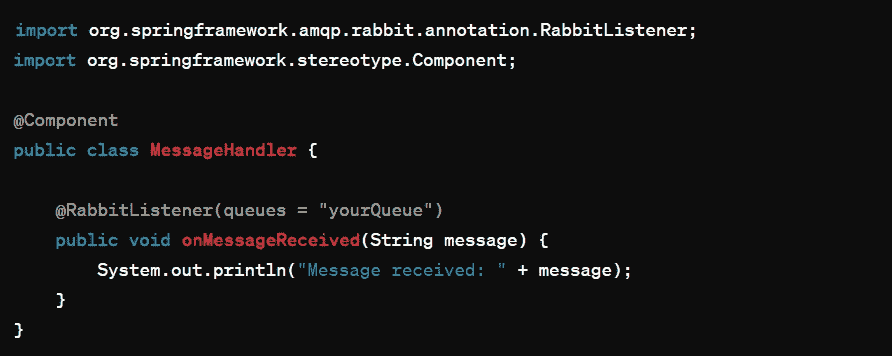 import org.springframework.amqp.rabbit.annotation.RabbitListener;
import org.springframework.stereotype.Component;
@Component
public class MessageHandler {
@RabbitListener(queues = "yourQueue")
public void onMessageReceived(String message) {
System.out.println("Message received: " + message);
}
}